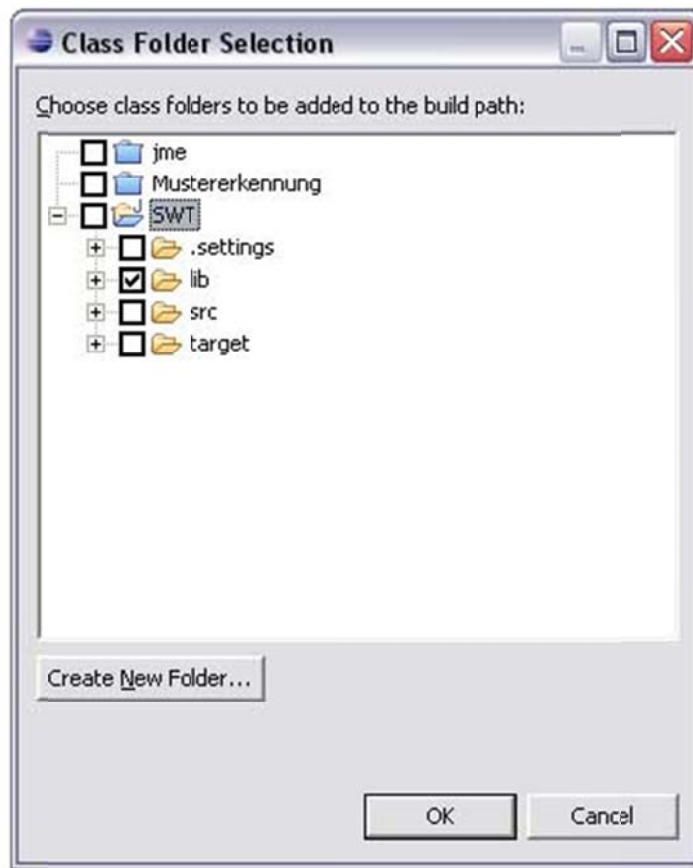 Class Folder Selection
Choose class folders to be added to the build path:
jme
Mustererkennung
SWT
.settings
lib
src
target
Create New Folder...
OK Cancel